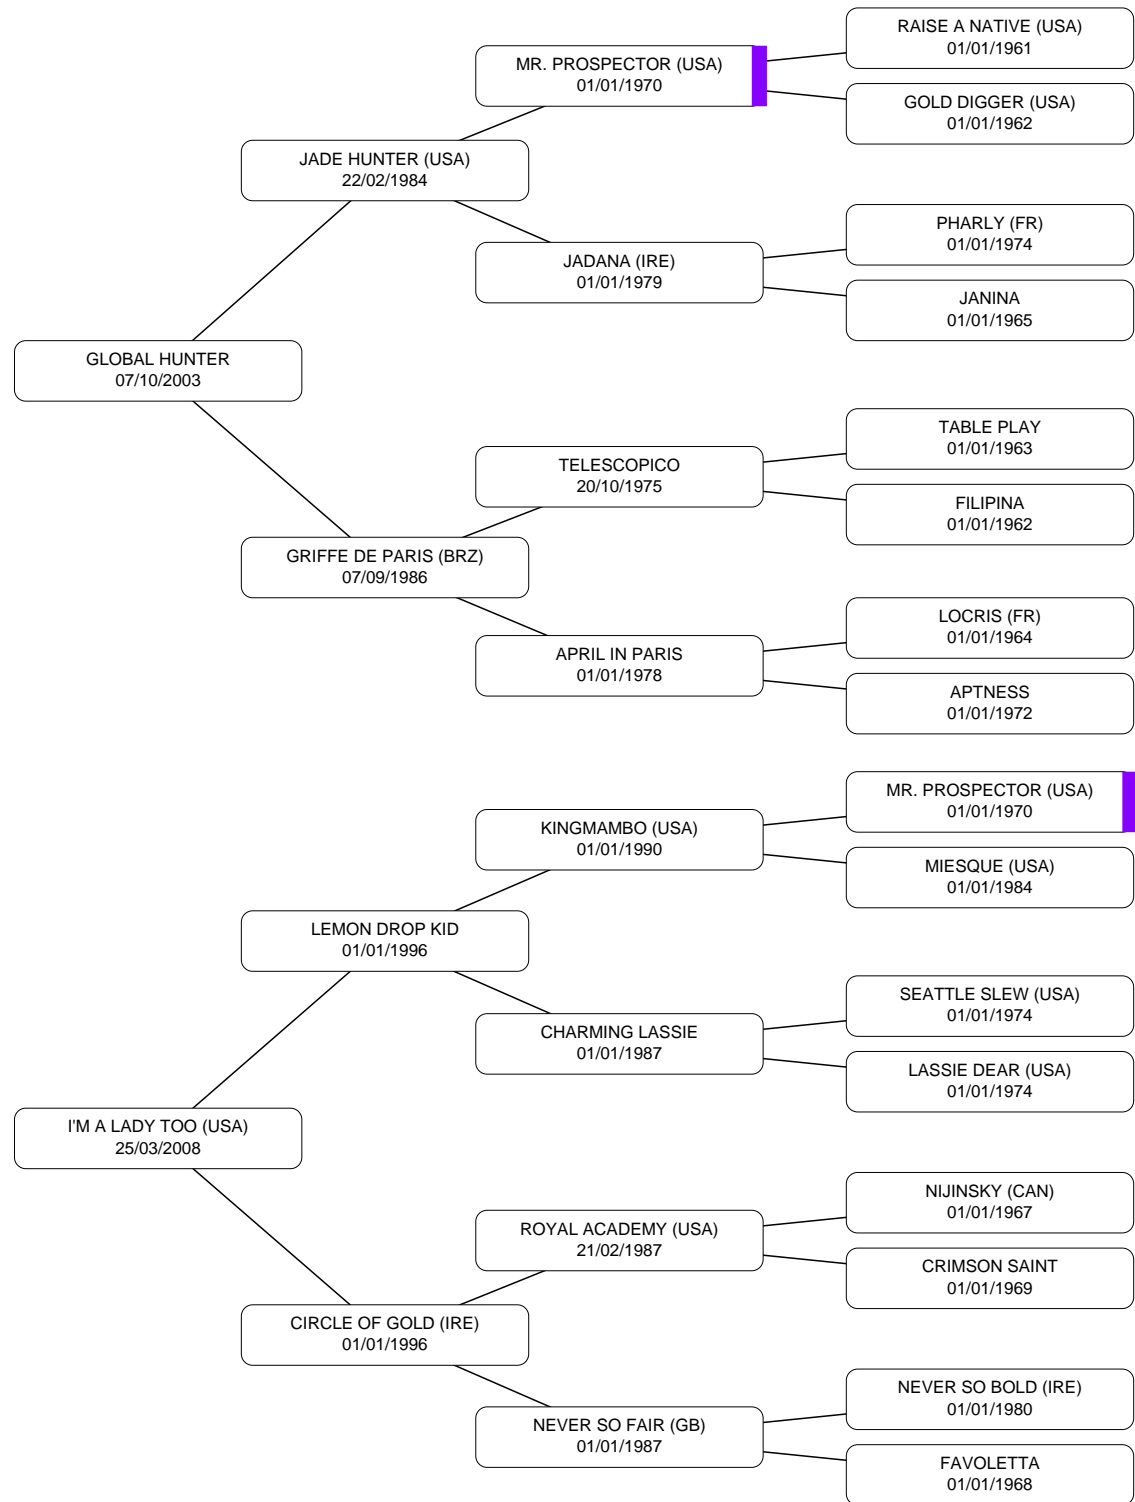 RAISE A NATIVE (USA)
01/01/1961
MR. PROSPECTOR (USA)
01/01/1970
GOLD DIGGER (USA)
01/01/1962
JADE HUNTER (USA)
22/02/1984
PHARLY (FR)
01/01/1974
JADANA (IRE)
01/01/1979
JANINA
01/01/1965
GLOBAL HUNTER
07/10/2003
TABLE PLAY
01/01/1963
TELESCOPICO
20/10/1975
FILIPINA
01/01/1962
GRIFFE DE PARIS (BRZ)
07/09/1986
LOCRIS (FR)
01/01/1964
APRIL IN PARIS
01/01/1978
APTNESS
01/01/1972
MR. PROSPECTOR (USA)
01/01/1970
KINGMAMBO (USA)
01/01/1990
MIESQUE (USA)
01/01/1984
LEMON DROP KID
01/01/1996
SEATTLE SLEW (USA)
01/01/1974
CHARMING LASSIE
01/01/1987
LASSIE DEAR (USA)
01/01/1974
I'M A LADY TOO (USA)
25/03/2008
NIJINSKY (CAN)
01/01/1967
ROYAL ACADEMY (USA)
21/02/1987
CRIMSON SAINT
01/01/1969
CIRCLE OF GOLD (IRE)
01/01/1996
NEVER SO BOLD (IRE)
01/01/1980
NEVER SO FAIR (GB)
01/01/1987
FAVOLETTA
01/01/1968